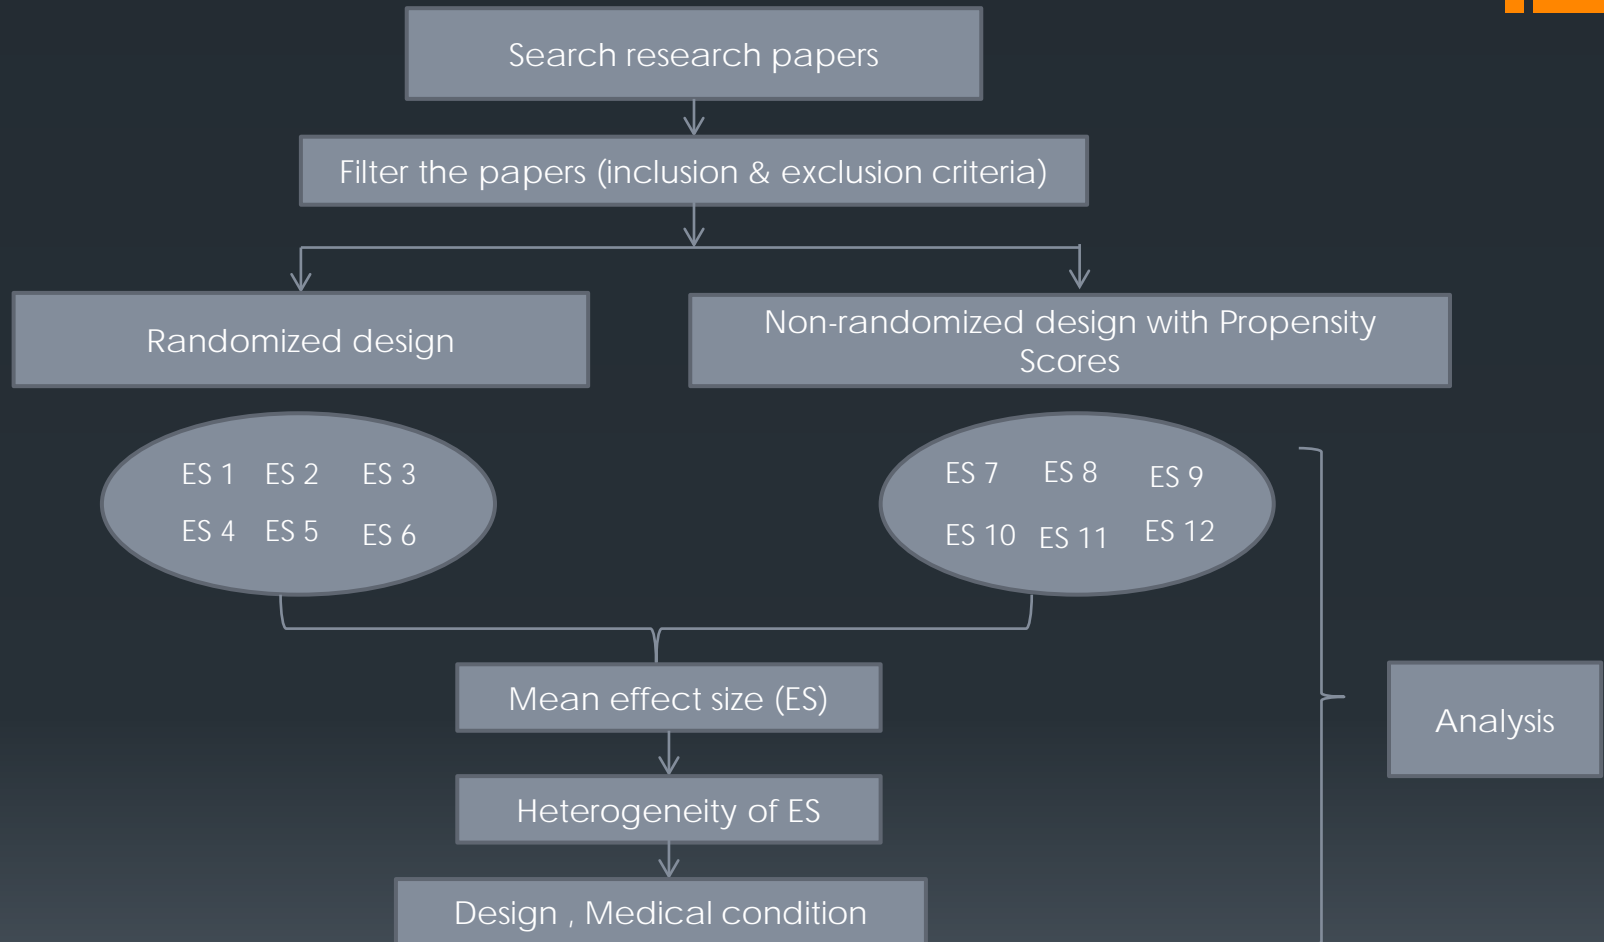 Search research papers
Filter the papers (inclusion & exclusion criteria)
Randomized design
Non-randomized design with Propensity
Scores
ES 1 ES 2 ES 3
ES 4 ES 5 ES 6
ES 7 ES 8 ES 9
ES 10 ES 11 ES 12
Mean effect size (ES)
Heterogeneity of ES
Design , Medical condition
Analysis